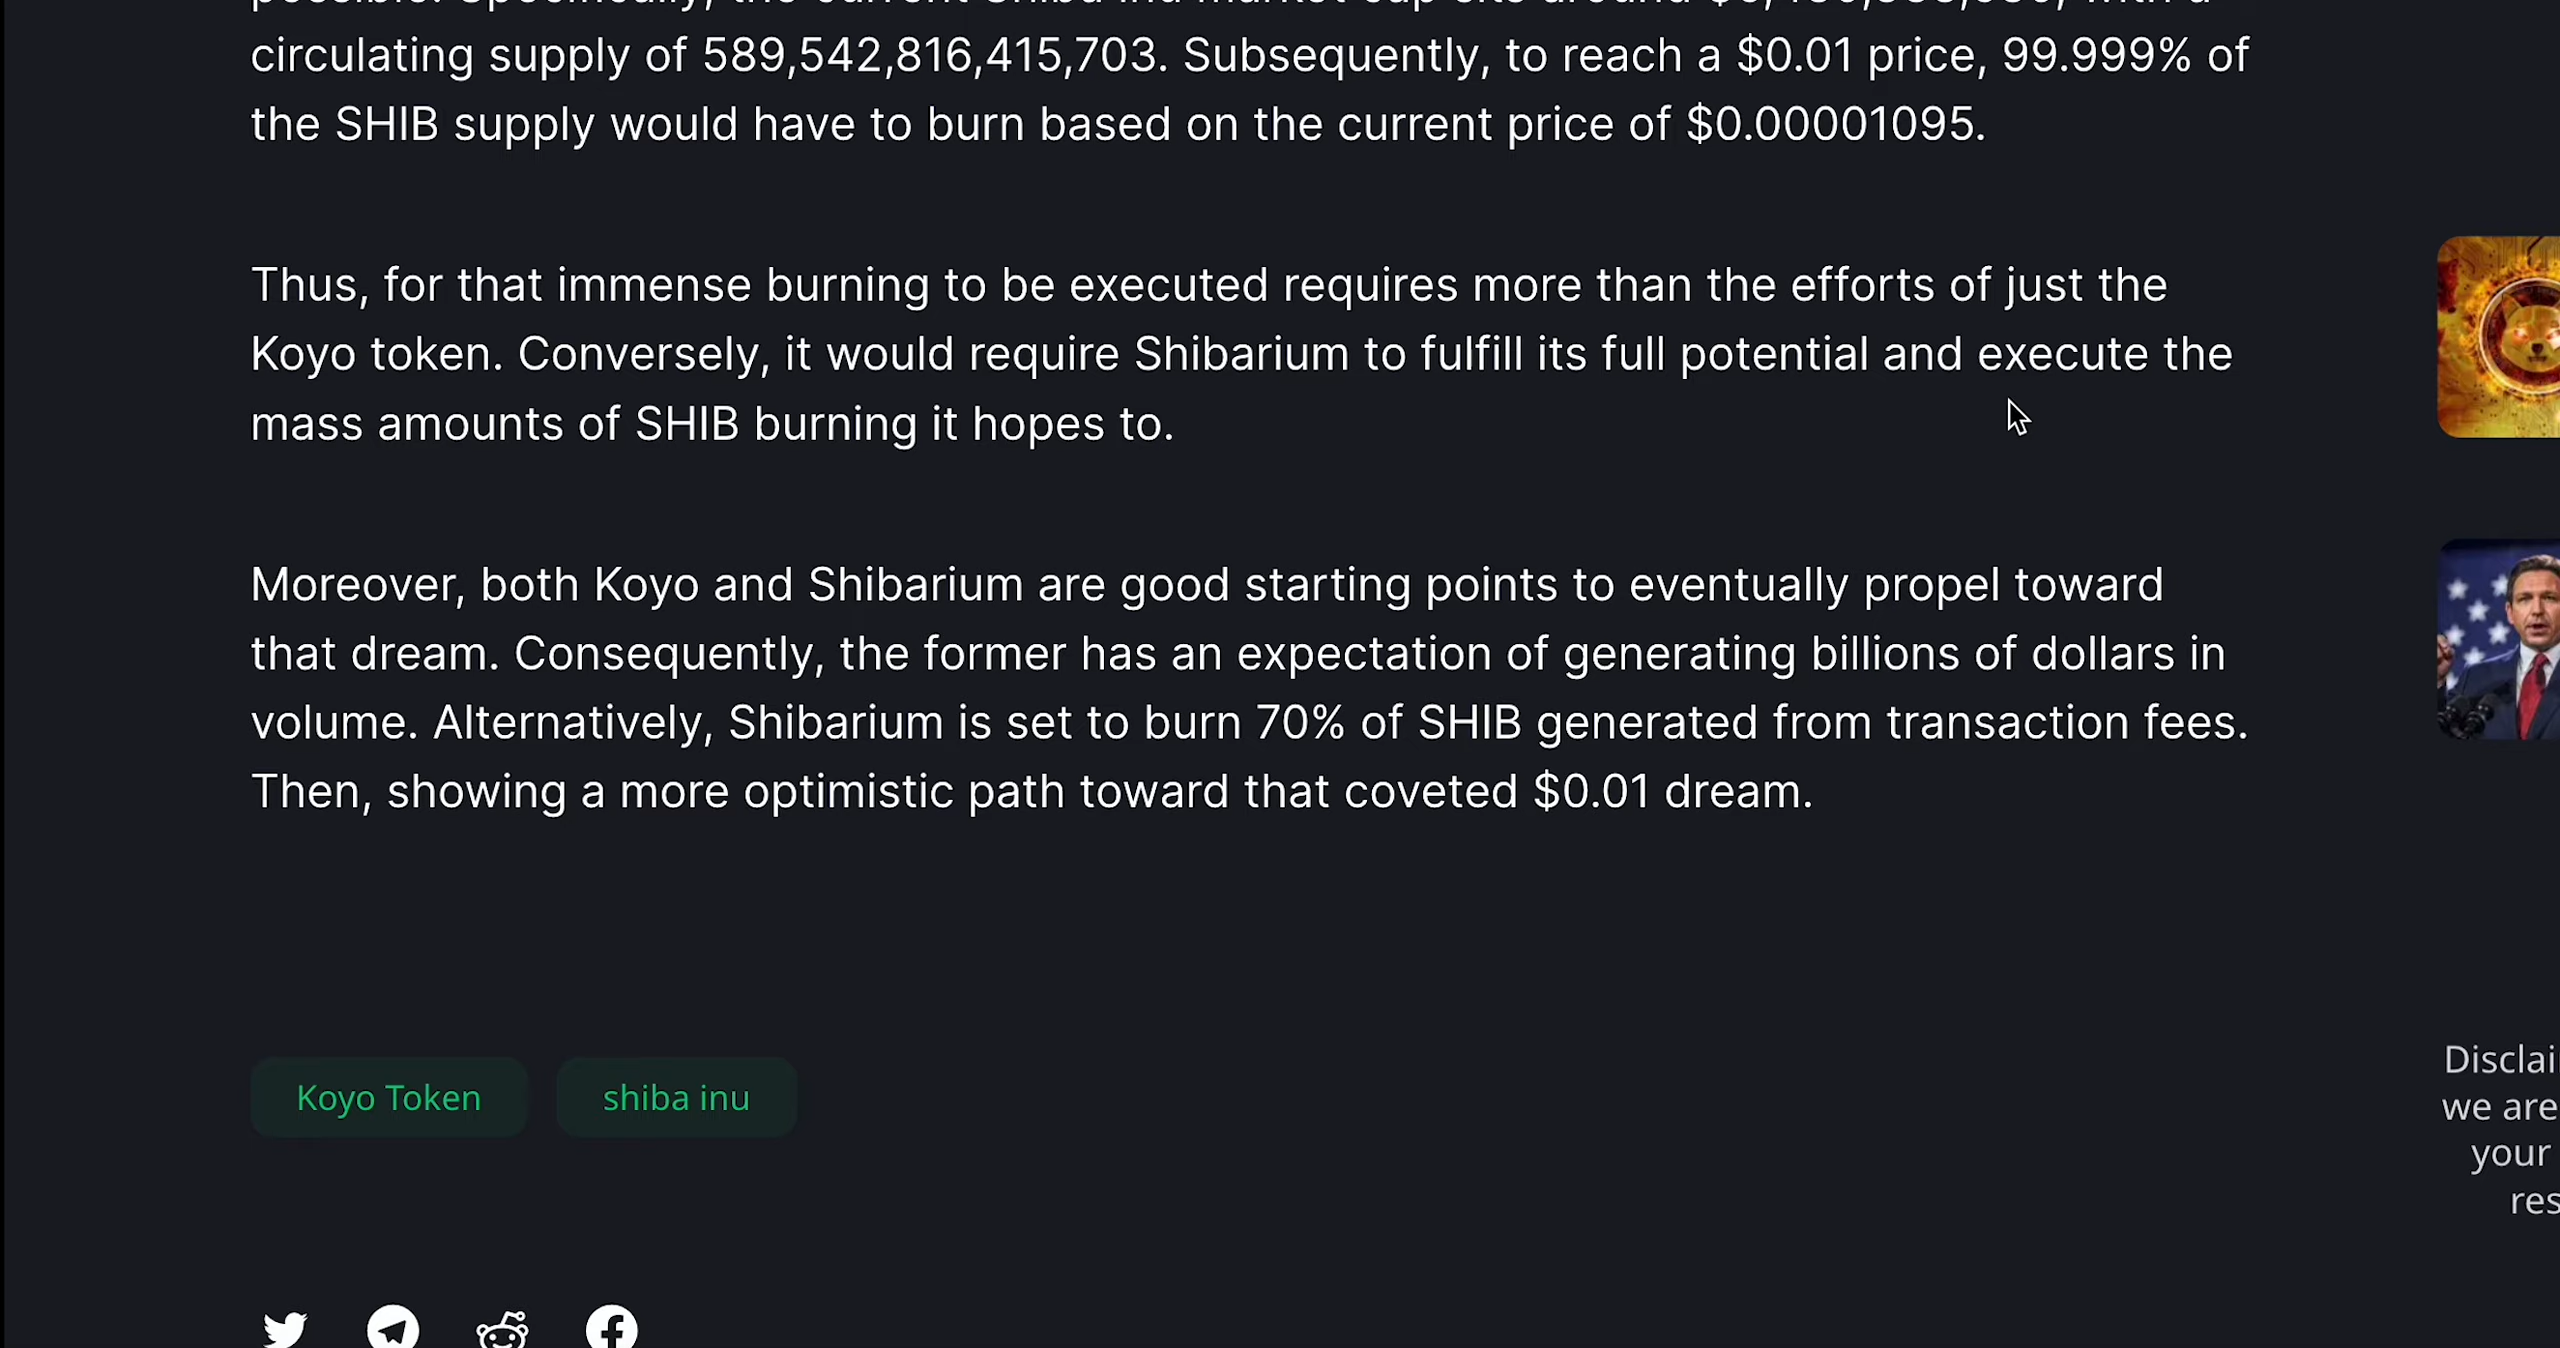 circulating supply of 589,542,816,415,703. Subsequently, to reach a $0.01 price, 99.999% of
the SHIB supply would have to burn based on the current price of $0.00001095.
Thus, for that immense burning to be executed requires more than the efforts of just the
Koyo token. Conversely, it would require Shibarium to fulfill its full potential and execute the
mass amounts of SHIB burning it hopes to.
Moreover, both Koyo and Shibarium are good starting points to eventually propel toward
that dream. Consequently, the former has an expectation of generating billions of dollars in
volume. Alternatively, Shibarium is set to burn 70% of SHIB generated from transaction fees.
Then, showing a more optimistic path toward that coveted $0.01 dream.
Koyo Token
shiba inu
we are
your